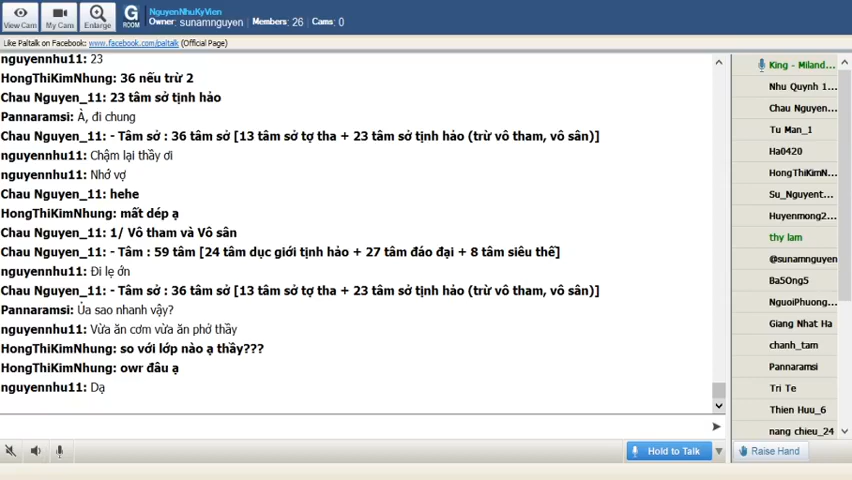 View Cam
My Cam
Enlarge
G
ROOM
NguyenNhuKyVien
Owner: sunamnguyen Members: 26 Cams: 0
Like Paltalk on Facebook: www.facebook.com/paltalk (Official Page)
nguyennhu11: 23
HongThiKimNhung: 36 nếu trừ 2
Chau Nguyen_11: 23 tâm sở tịnh hảo
Pannaramsi: À, đi chung
Chau Nguyen_11: - Tâm sở : 36 tâm sở [13 tâm sở tợ tha + 23 tâm sở tịnh hảo (trừ vô tham, vô sân)]
nguyennhu11: Chậm lại thầy ơi
nguyennhu11: Nhớ vợ
Chau Nguyen_11: hehe
HongThiKimNhung: mất dép ạ
Chau Nguyen_11: 1/ Vô tham và Vô sân
Chau Nguyen_11: - Tâm : 59 tâm [24 tâm dục giới tịnh hảo + 27 tâm đáo đại + 8 tâm siêu thế]
nguyennhu11: Đi lẹ ớn
Chau Nguyen_11: - Tâm sở : 36 tâm sở [13 tâm sở tợ tha + 23 tâm sở tịnh hảo (trừ vô tham, vô sân)]
Pannaramsi: Ủa sao nhanh vậy?
nguyennhu11: Vừa ăn cơm vừa ăn phở thầy
HongThiKimNhung: so với lớp nào ạ thầy???
HongThiKimNhung: owr đâu ạ
nguyennhu11: Dạ
King - Miland...
Nhu Quynh 1...
Chau Nguyen...
Tu Man_1
Ha0420
HongThiKimN...
Su_Nguyent...
Huyenmong2...
thy lam
@sunamnguyen
Ba5Ong5
NguoiPhuong...
Giang Nhat Ha
chanh_tam
Pannaramsi
Tri Te
Thien Huu_6
nang chieu_24
Hold to Talk
Raise Hand